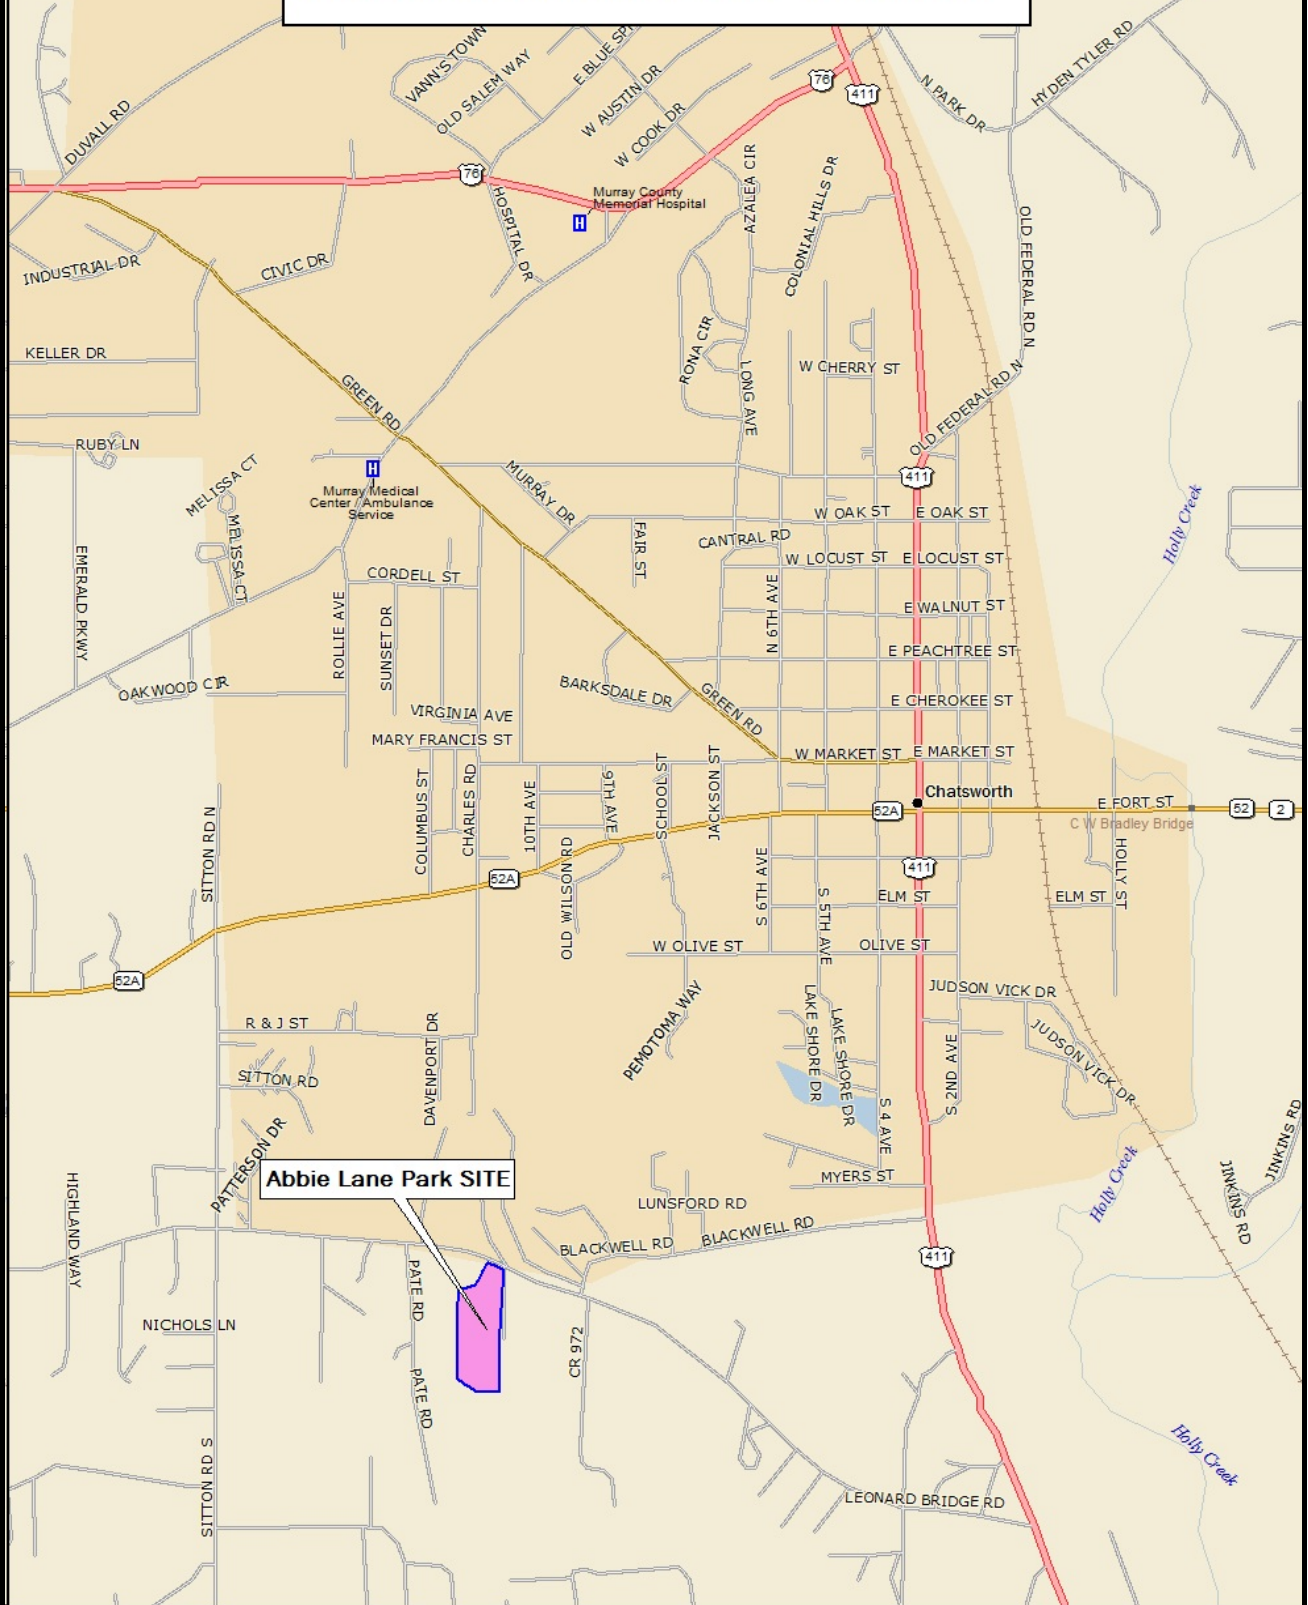 VANN'S TOWN
OLD SALEM WAY
E BLUE SPR
W AUSTIN DR
W COOK DR
DUVALL RD
76
411
N PARK DR
HYDEN TYLER RD
76
Murray County
Memorial Hospital
H
HOSPITAL DR
AZALEA CIR
COLONIAL HILLS DR
OLD FEDERAL RD N
INDUSTRIAL DR
CIVIC DR
KELLER DR
GREEN RD
RONA CIR
LONG AVE
W CHERRY ST
OLD FEDERAL RD N
RUBY LN
MELISSA CT
MELISSA CT
H
Murray Medical
Center / Ambulance
Service
MURRAY DR
411
FAIR ST
CANTRAL RD
W OAK ST
E OAK ST
Holly Creek
W LOCUST ST
E LOCUST ST
EMERALD PKWY
CORDELL ST
ROLLIE AVE
SUNSET DR
N 6TH AVE
E WALNUT ST
E PEACHTREE ST
OAKWOOD CIR
BARKSDALE DR
GREEN RD
E CHEROKEE ST
VIRGINIA AVE
MARY FRANCIS ST
W MARKET ST
E MARKET ST
SITTON RD N
COLUMBUS ST
CHARLES RD
10TH AVE
9TH AVE
SCHOOL ST
JACKSON ST
Chatsworth
52A
E FORT ST
52
2
C W Bradley Bridge
OLD WILSON RD
52A
S 6TH AVE
S 5TH AVE
411
ELM ST
ELM ST
HOLLY ST
W OLIVE ST
OLIVE ST
52A
JUDSON VICK DR
R & J ST
DAVENPORT DR
PEMOTOMA WAY
LAKE SHORE DR
LAKE SHORE DR
S 4 AVE
S 2ND AVE
JUDSON VICK DR
SITTON RD
PATTERSON DR
Abbie Lane Park SITE
MYERS ST
Holly Creek
JINKINS RD
JINKINS RD
HIGHLAND WAY
LUNSFORD RD
BLACKWELL RD
BLACKWELL RD
411
PATE RD
NICHOLS LN
CR 972
PATE RD
SITTON RD S
Holly Creek
LEONARD BRIDGE RD